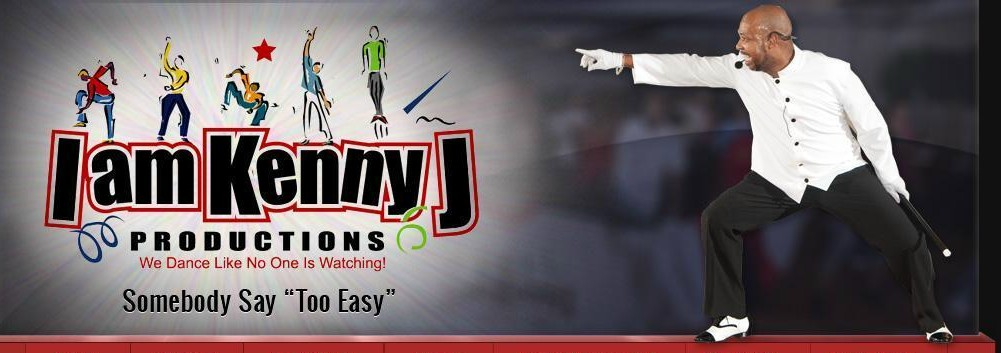 I am Kenny J
PRODUCTIONS
We Dance Like No One Is Watching!
Somebody Say “Too Easy”